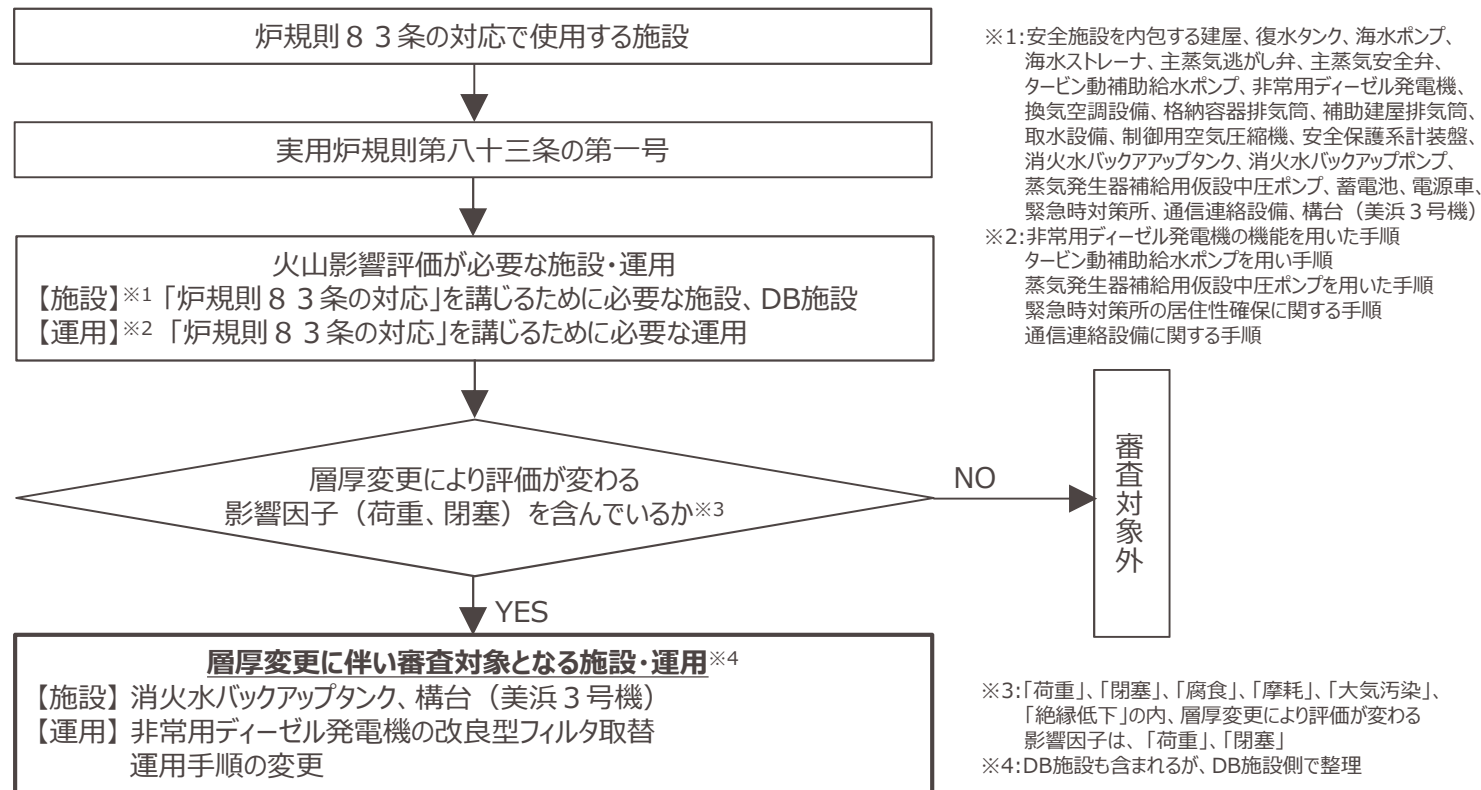 炉規則８３条の対応で使用する施設
実用炉規則第八十三条の第一号
火山影響評価が必要な施設・運用
【施設】※1 「炉規則８３条の対応」を講じるために必要な施設、DB施設
【運用】※2 「炉規則８３条の対応」を講じるために必要な運用
層厚変更により評価が変わる
影響因子（荷重、閉塞）を含んでいるか※3
NO
審査対象外
YES
層厚変更に伴い審査対象となる施設・運用※4
【施設】 消火水バックアップタンク、構台（美浜３号機）
【運用】 非常用ディーゼル発電機の改良型フィルタ取替
運用手順の変更
※1:安全施設を内包する建屋、復水タンク、海水ポンプ、
海水ストレーナ、主蒸気逃がし弁、主蒸気安全弁、
タービン動補助給水ポンプ、非常用ディーゼル発電機、
換気空調設備、格納容器排気筒、補助建屋排気筒、
取水設備、制御用空気圧縮機、安全保護系計装盤、
消火水バックアアップタンク、消火水バックアップポンプ、
蒸気発生器補給用仮設中圧ポンプ、蓄電池、電源車、
緊急時対策所、通信連絡設備、構台（美浜３号機）
※2:非常用ディーゼル発電機の機能を用いた手順
タービン動補助給水ポンプを用い手順
蒸気発生器補給用仮設中圧ポンプを用いた手順
緊急時対策所の居住性確保に関する手順
通信連絡設備に関する手順
※3:「荷重」、「閉塞」、「腐食」、「摩耗」、「大気汚染」、
「絶縁低下」の内、層厚変更により評価が変わる
影響因子は、「荷重」、「閉塞」
※4:DB施設も含まれるが、DB施設側で整理